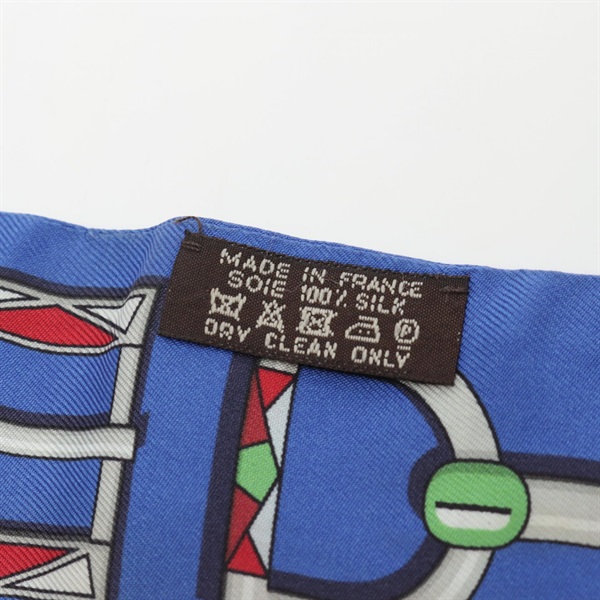 MADE IN FRANCE
SOIE 100% SILK
P
DRY CLEAN ONLY